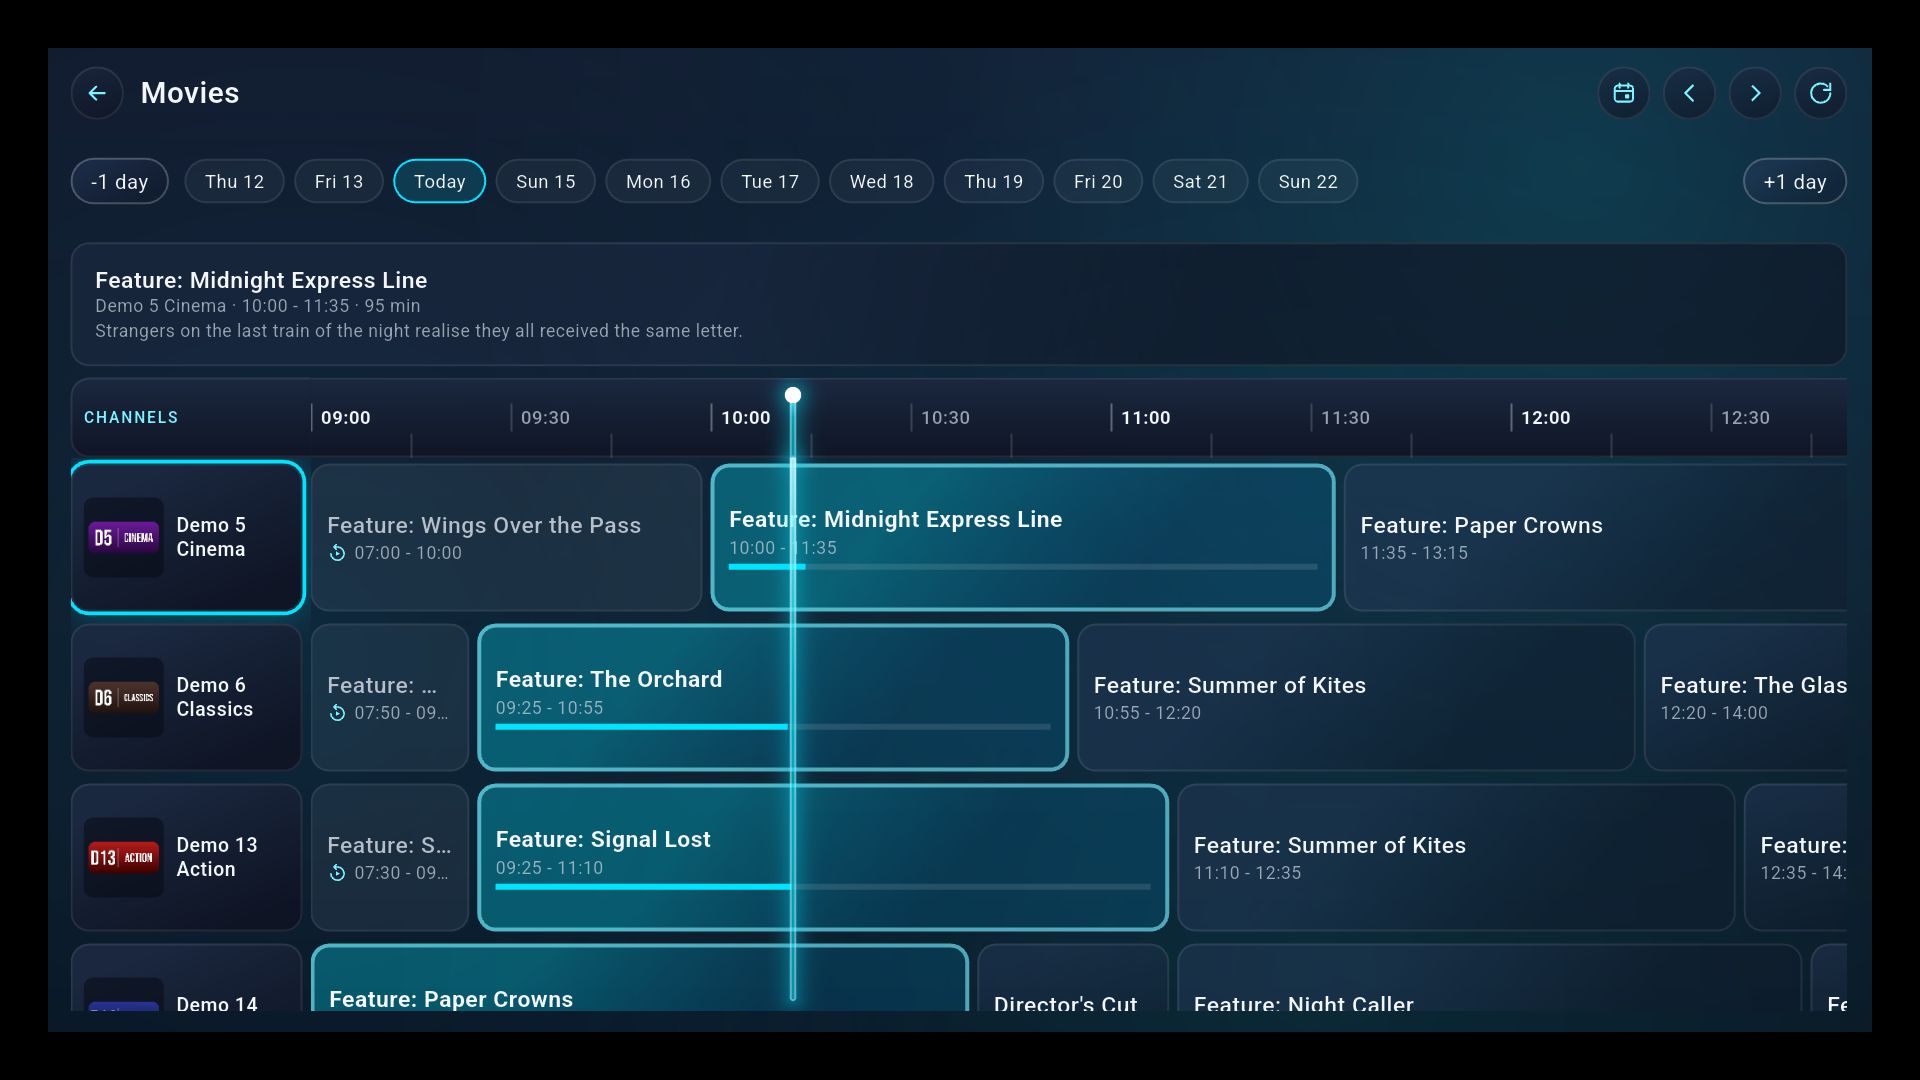 Movies
-1 day
Thu 12
Fri 13
Today
Sun 15
Mon 16
Tue 17
Wed 18
Thu 19
Fri 20
Sat 21
Sun 22
+1 day
Feature: Midnight Express Line
Demo 5 Cinema · 10:00 - 11:35 · 95 min
Strangers on the last train of the night realise they all received the same letter.
CHANNELS
09:00
09:30
10:00
10:30
11:00
11:30
12:00
12:30
D5 CINEMA
Demo 5
Cinema
Feature: Wings Over the Pass
07:00 - 10:00
Feature: Midnight Express Line
10:00 - 11:35
Feature: Paper Crowns
11:35 - 13:15
D6 CLASSICS
Demo 6
Classics
Feature: ...
07:50 - 09...
Feature: The Orchard
09:25 - 10:55
Feature: Summer of Kites
10:55 - 12:20
Feature: The Glas
12:20 - 14:00
D13 ACTION
Demo 13
Action
Feature: S...
07:30 - 09...
Feature: Signal Lost
09:25 - 11:10
Feature: Summer of Kites
11:10 - 12:35
Feature:
12:35 - 14:
Demo 14
Feature: Paper Crowns
Director's Cut
Feature: Night Caller
Fe